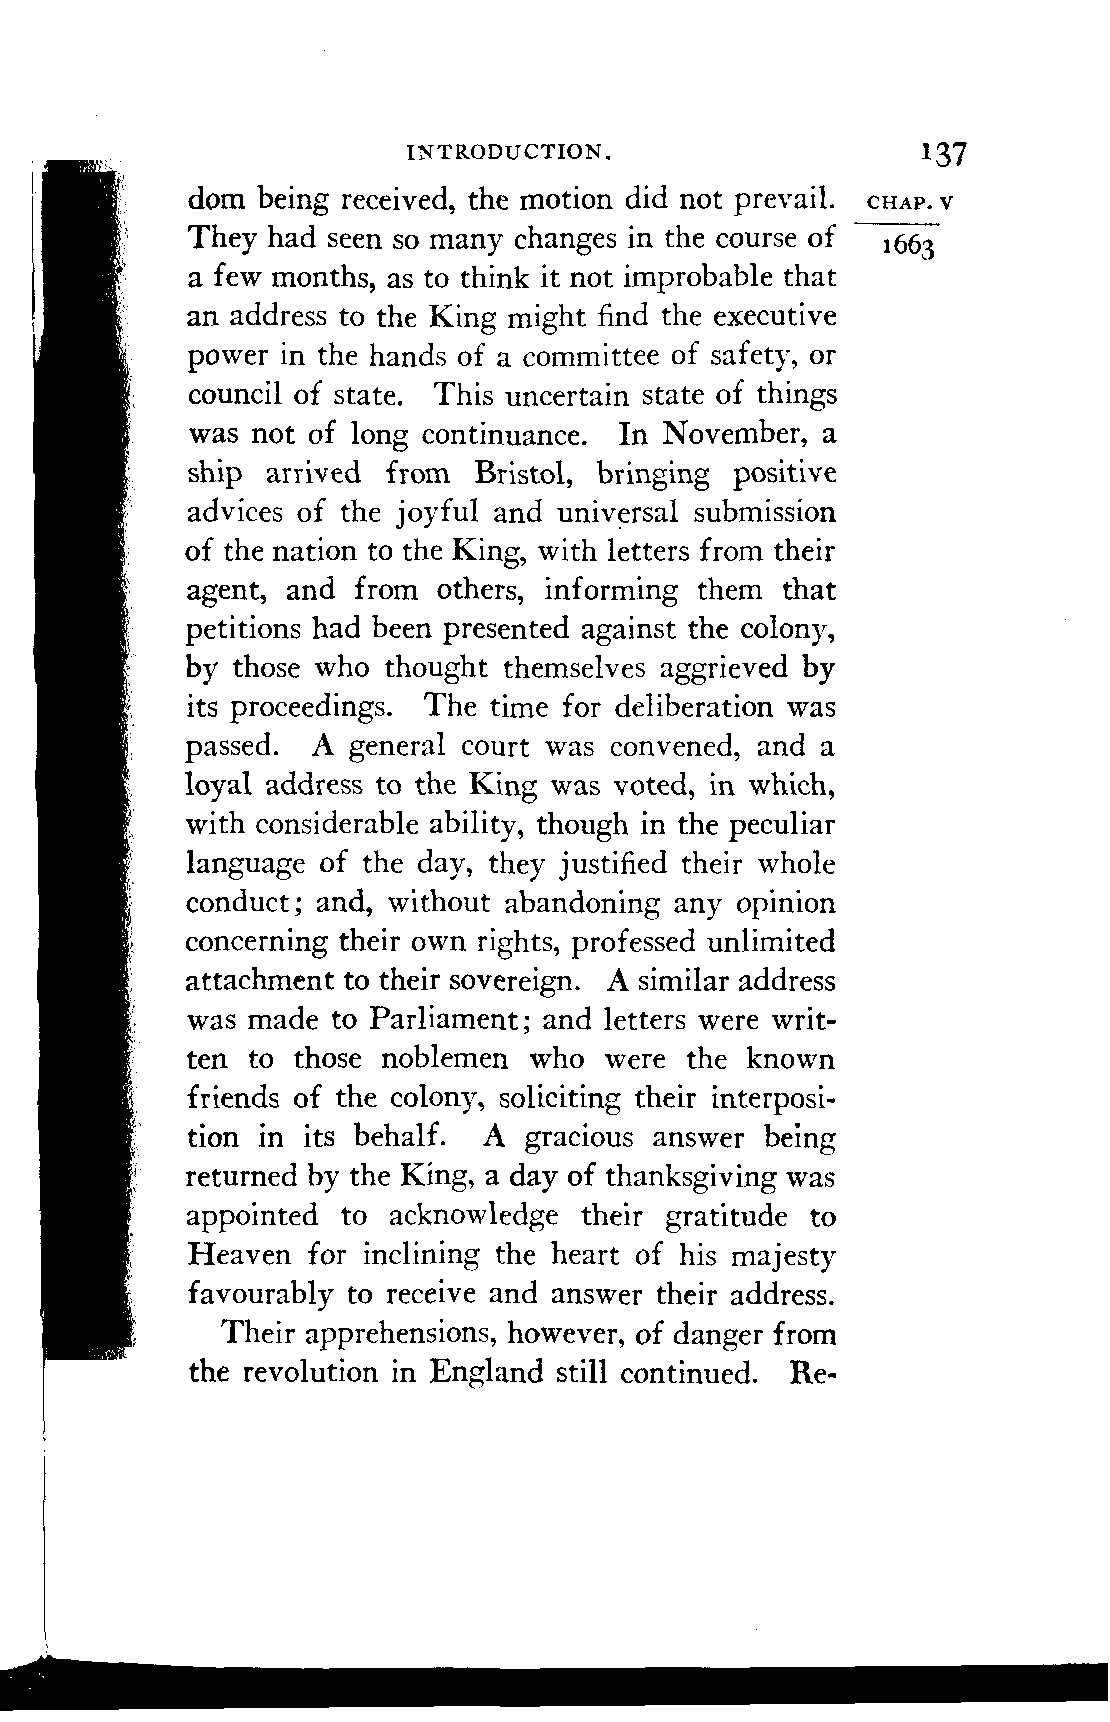 INTRODUCTION. 137
dom being received, the motion did not prevail. CHAP. V
They had seen so many changes in the course of 1663
a few months, as to think it not improbable that
an address to the King might find the executive
power in the hands of a committee of safety, or
council of state. This uncertain state of things
was not of long continuance. In November, a
ship arrived from Bristol, bringing positive
advices of the joyful and universal submission
of the nation to the King, with letters from their
agent, and from others, informing them that
petitions had been presented against the colony,
by those who thought themselves aggrieved by
its proceedings. The time for deliberation was
passed. A general court was convened, and a
loyal address to the King was voted, in which,
with considerable ability, though in the peculiar
language of the day, they justified their whole
conduct; and, without abandoning any opinion
concerning their own rights, professed unlimited
attachment to their sovereign. A similar address
was made to Parliament; and letters were writ-
ten to those noblemen who were the known
friends of the colony, soliciting their interposi-
tion in its behalf. A gracious answer being
returned by the King, a day of thanksgiving was
appointed to acknowledge their gratitude to
Heaven for inclining the heart of his majesty
favourably to receive and answer their address.
Their apprehensions, however, of danger from
the revolution in England still continued. Re-